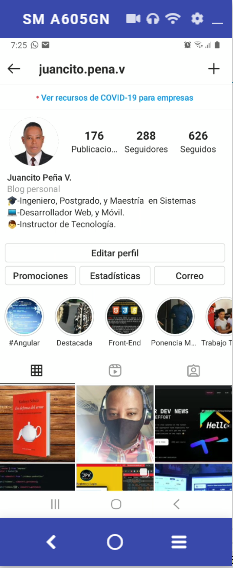 SM A605GN
7:25
juancito.pena.v
• Ver recursos de COVID-19 para empresas
176 288 626
Publicacio... Seguidores Seguidos
Juancito Peña V.
Blog personal
🎓-Ingeniero, Postgrado, y Maestría en Sistemas
💻-Desarrollador Web, y Móvil.
👨-Instructor de Tecnología.
Editar perfil
Promociones Estadísticas Correo
#Angular Destacada Front-End Ponencia M... Trabajo T
DEV NEWS
Hello